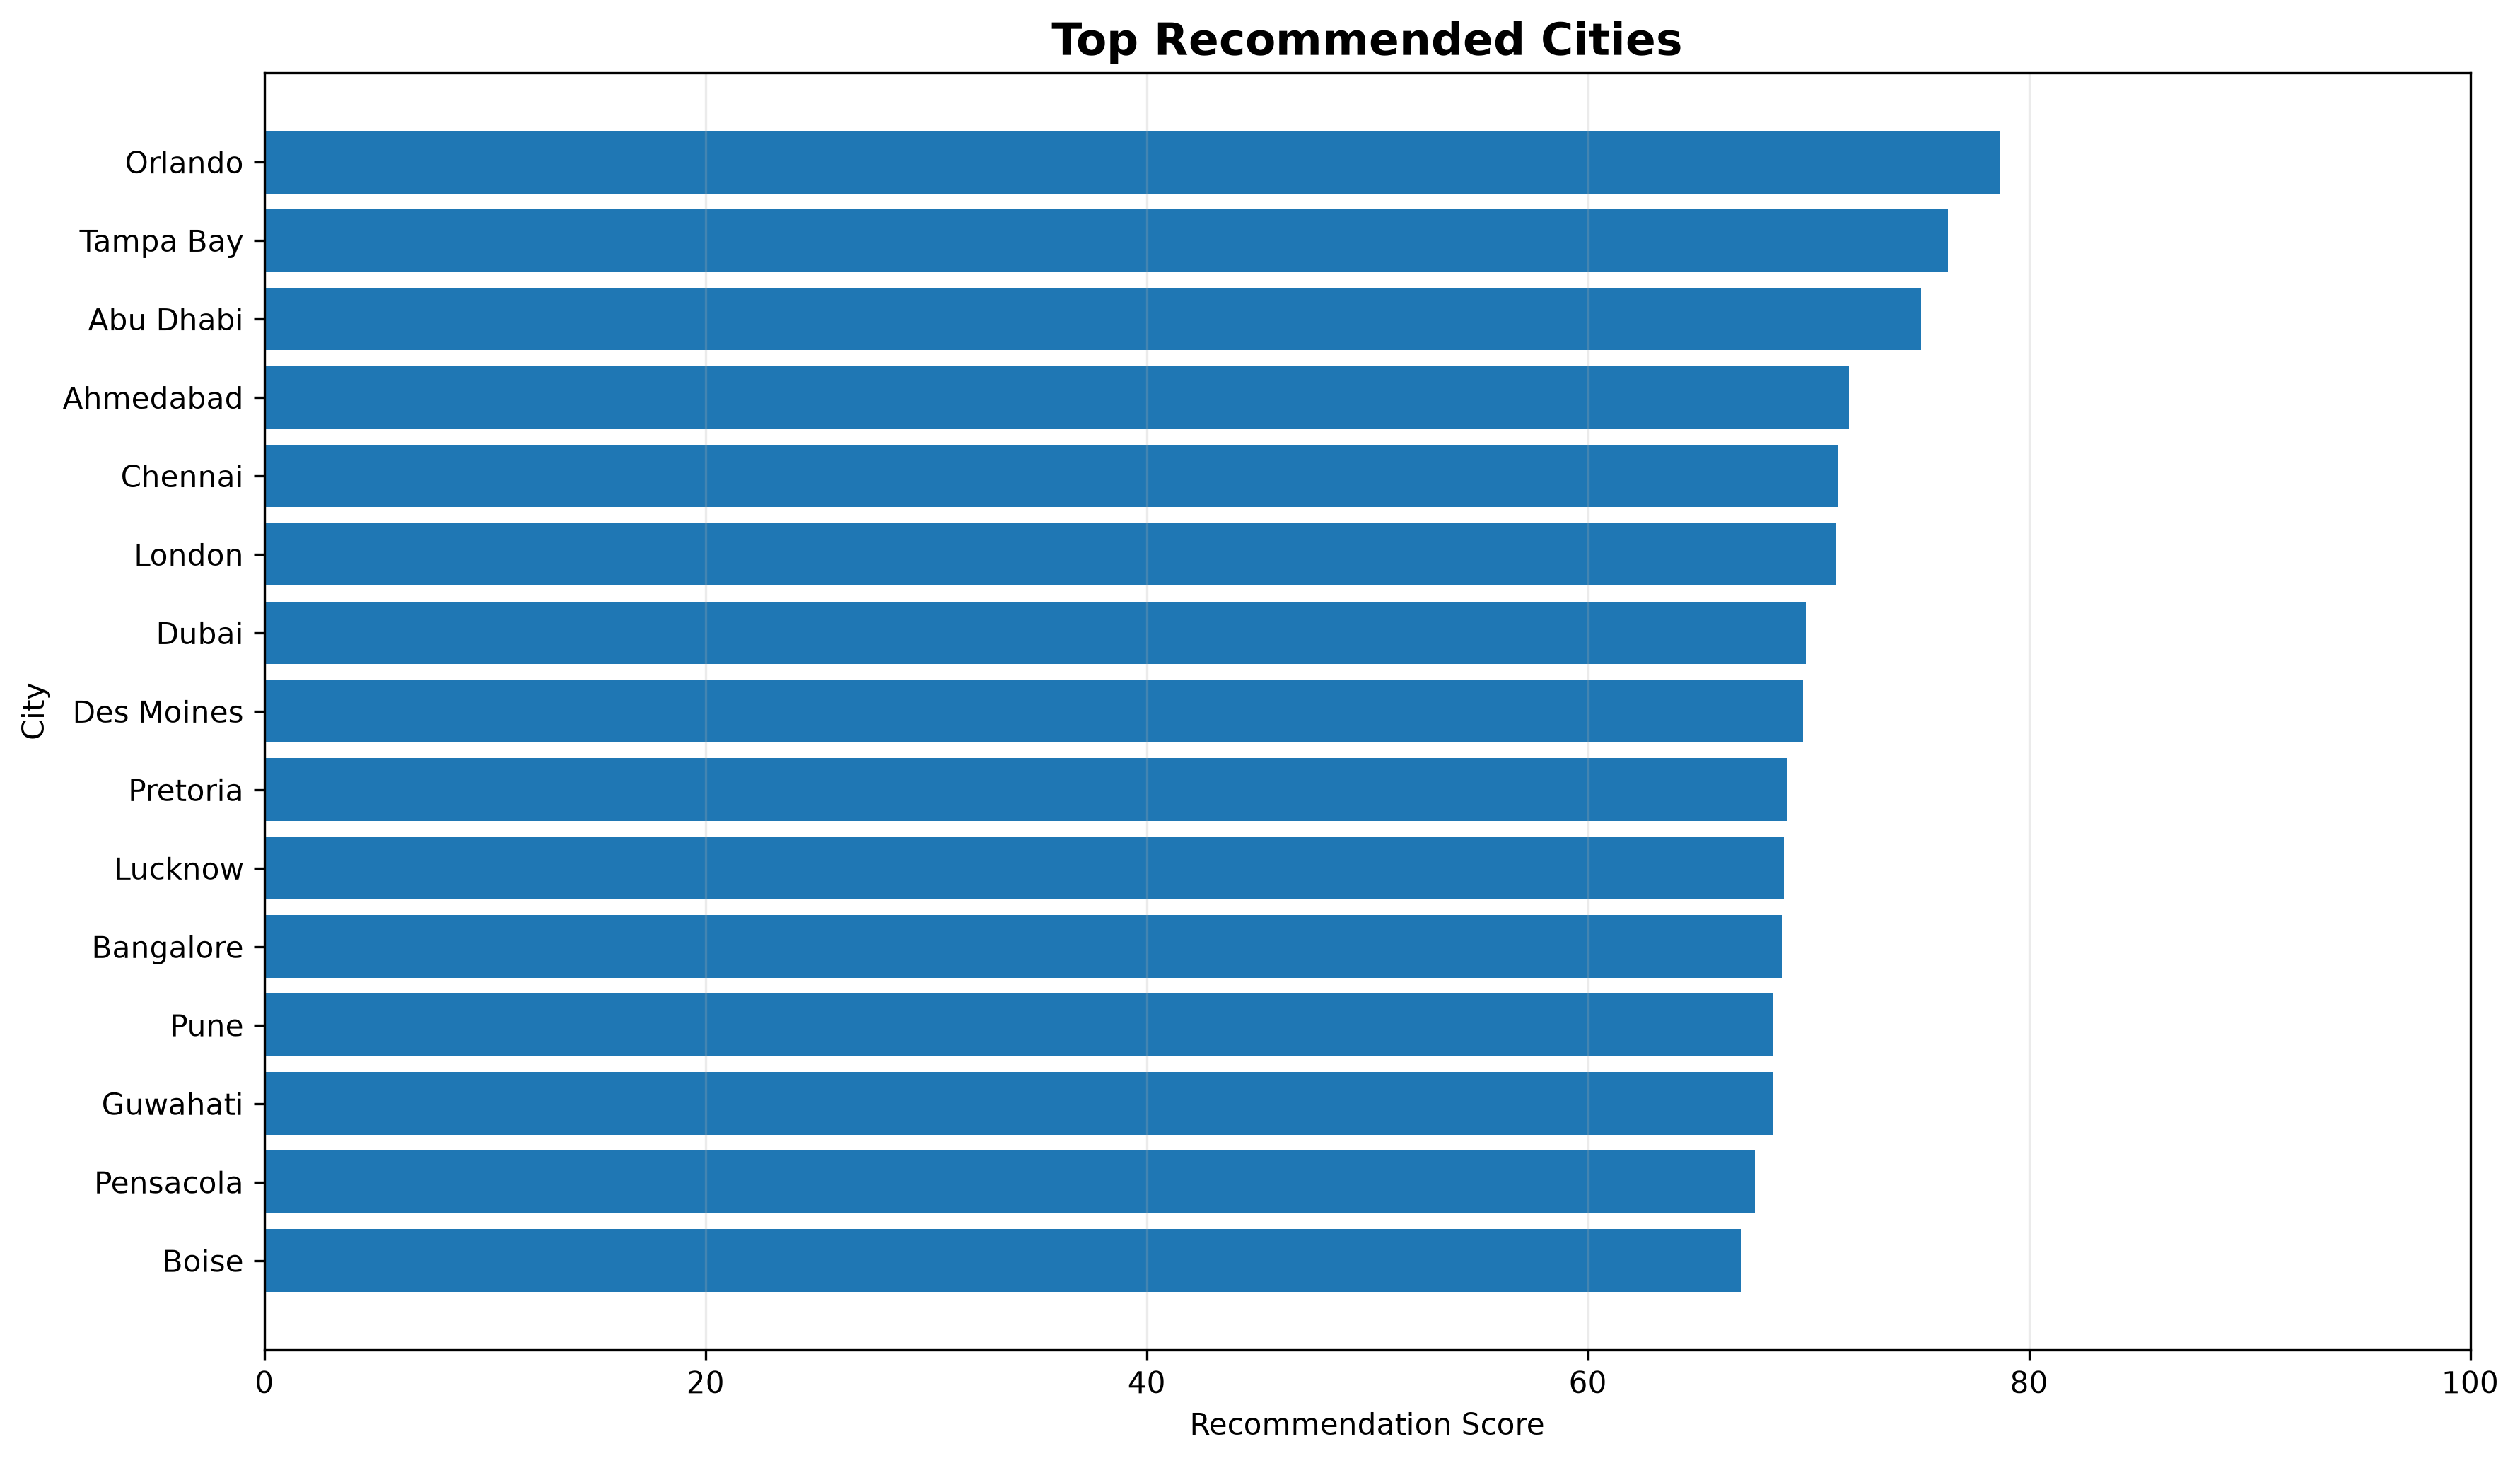 Top Recommended Cities
Orlando
Tampa Bay
Abu Dhabi
Ahmedabad
Chennai
London
Dubai
Des Moines
Pretoria
Lucknow
Bangalore
Pune
Guwahati
Pensacola
Boise
City
0 20 40 60 80 100
Recommendation Score